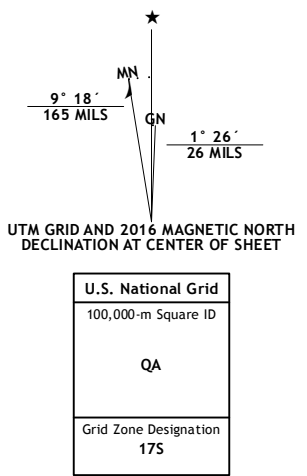 ★
MN
GN
9° 18´
165 MILS
1° 26´
26 MILS
UTM GRID AND 2016 MAGNETIC NORTH
DECLINATION AT CENTER OF SHEET
U.S. National Grid
100,000-m Square ID
QA
Grid Zone Designation
17S